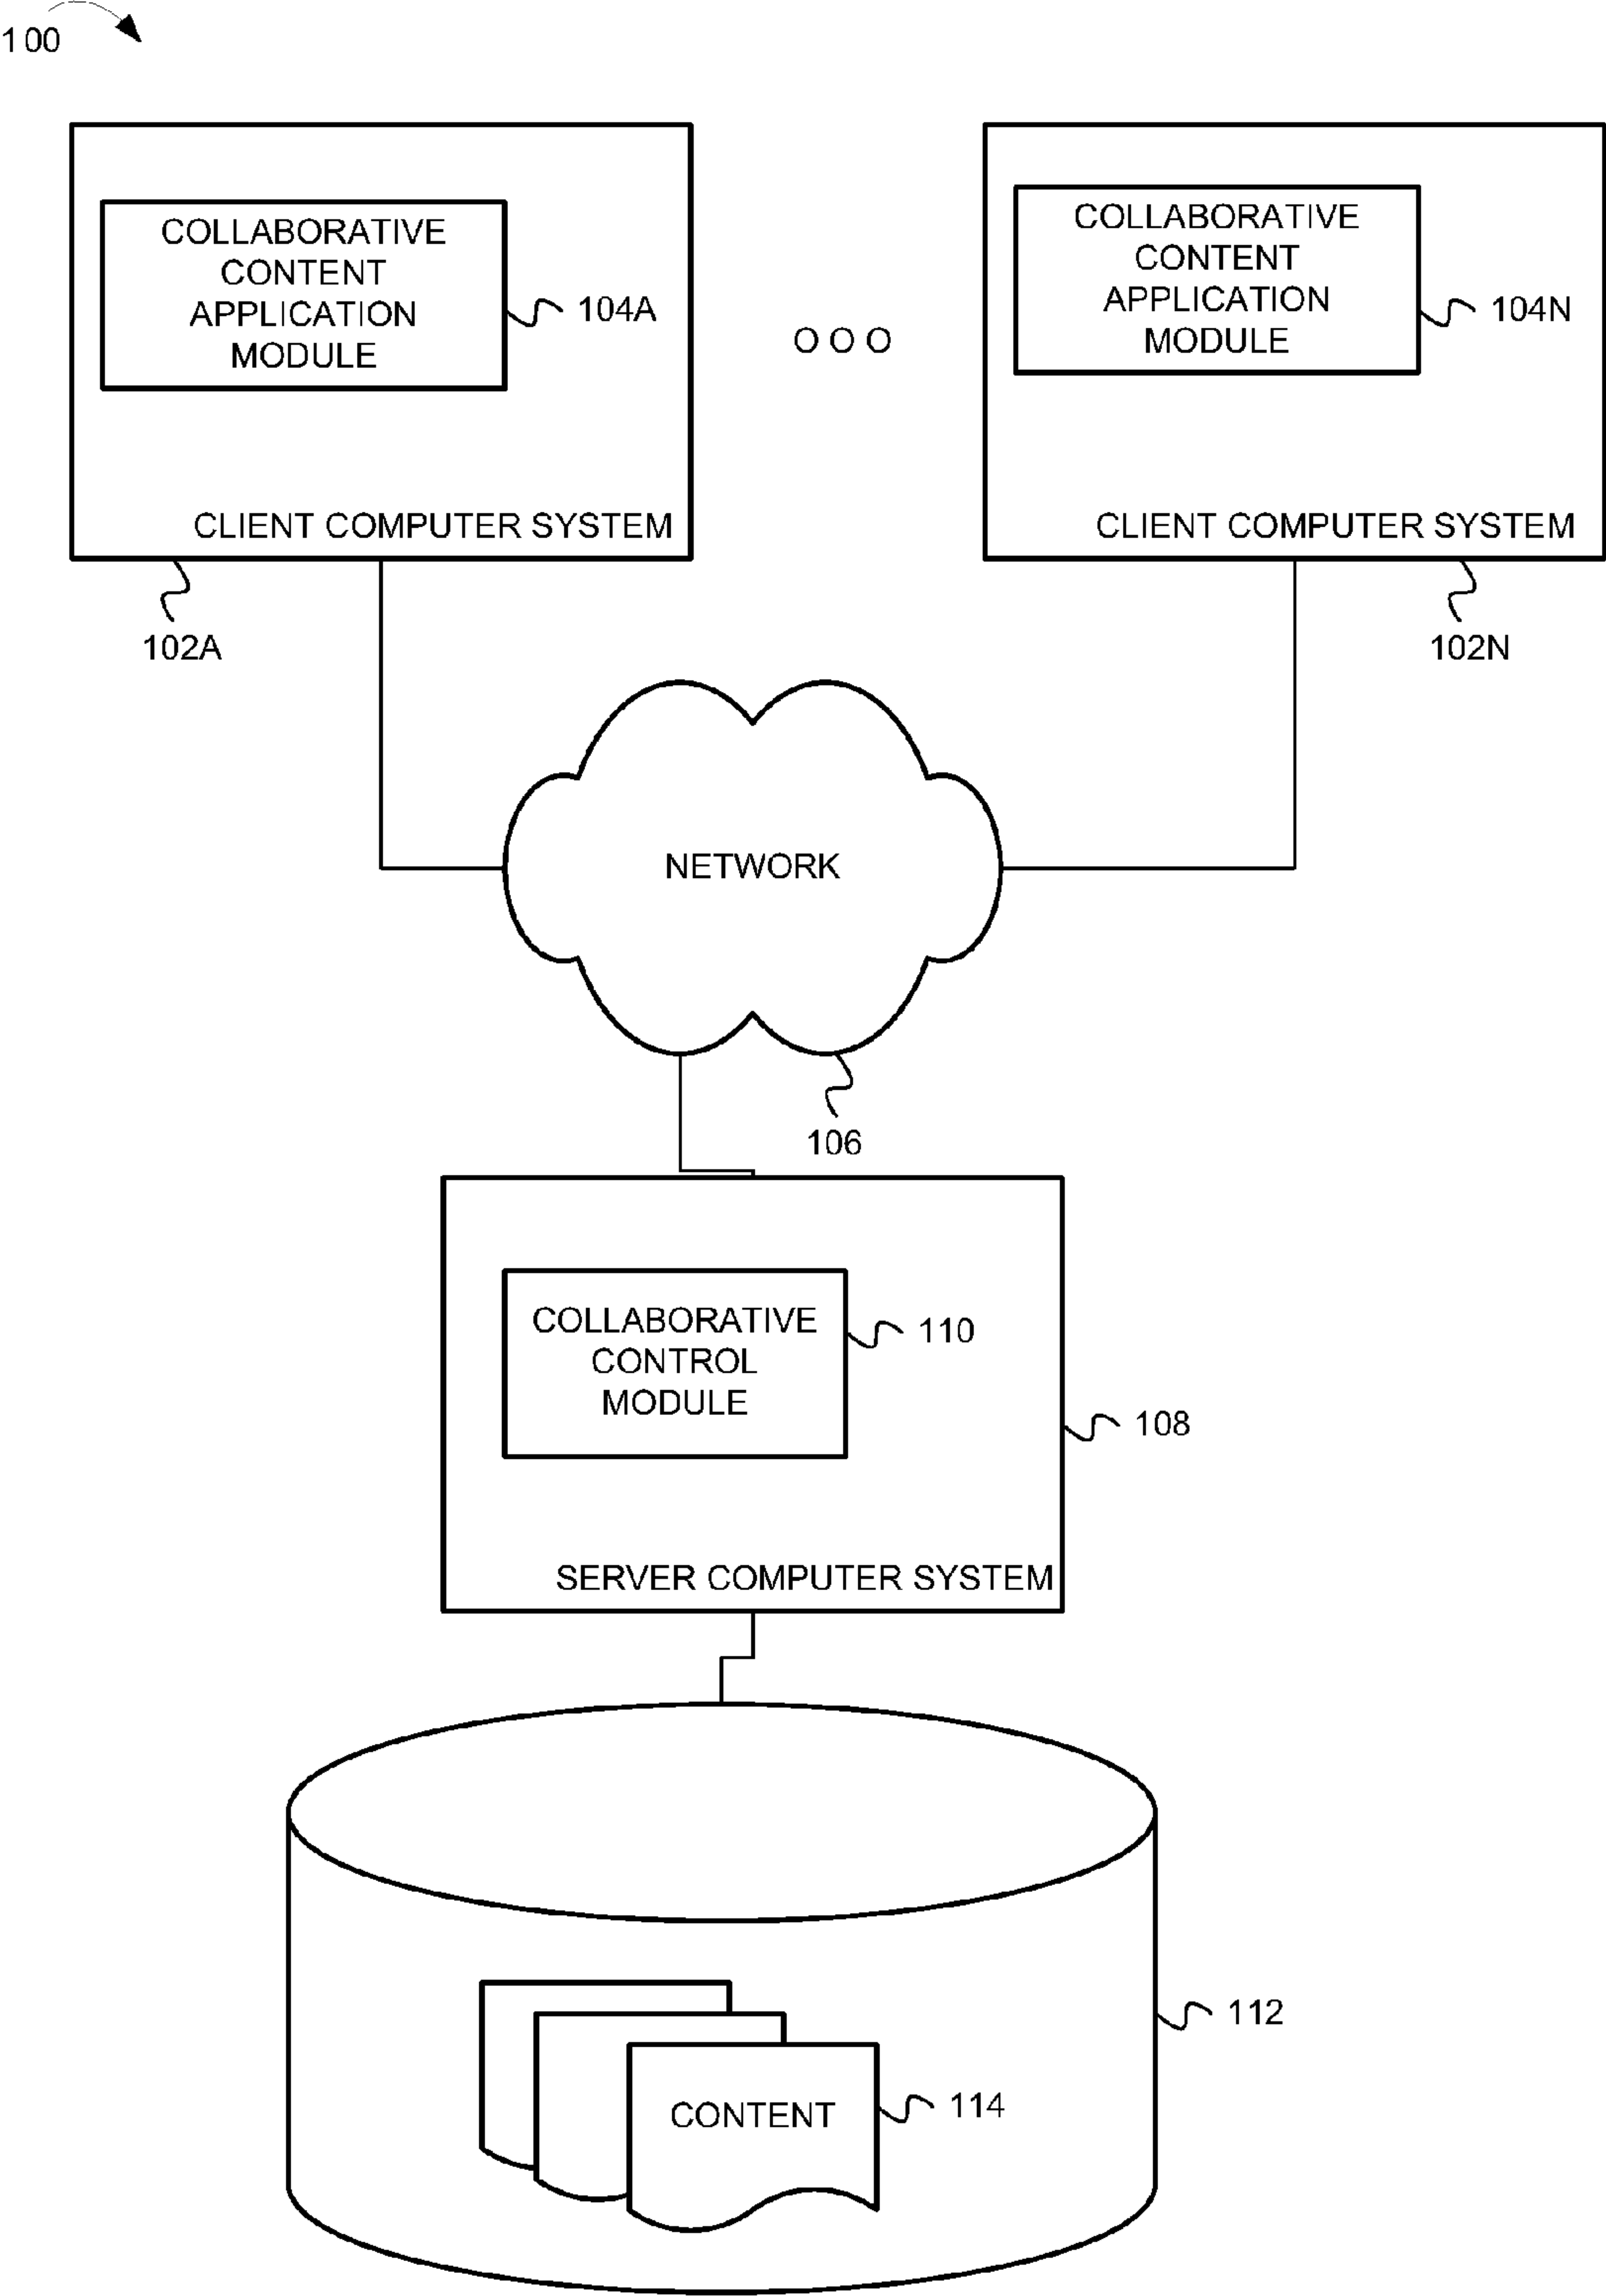 100
COLLABORATIVE
CONTENT
APPLICATION
MODULE
104A
CLIENT COMPUTER SYSTEM
102A
OOO
COLLABORATIVE
CONTENT
APPLICATION
MODULE
104N
CLIENT COMPUTER SYSTEM
102N
NETWORK
106
COLLABORATIVE
CONTROL
MODULE
110
108
SERVER COMPUTER SYSTEM
112
CONTENT
114